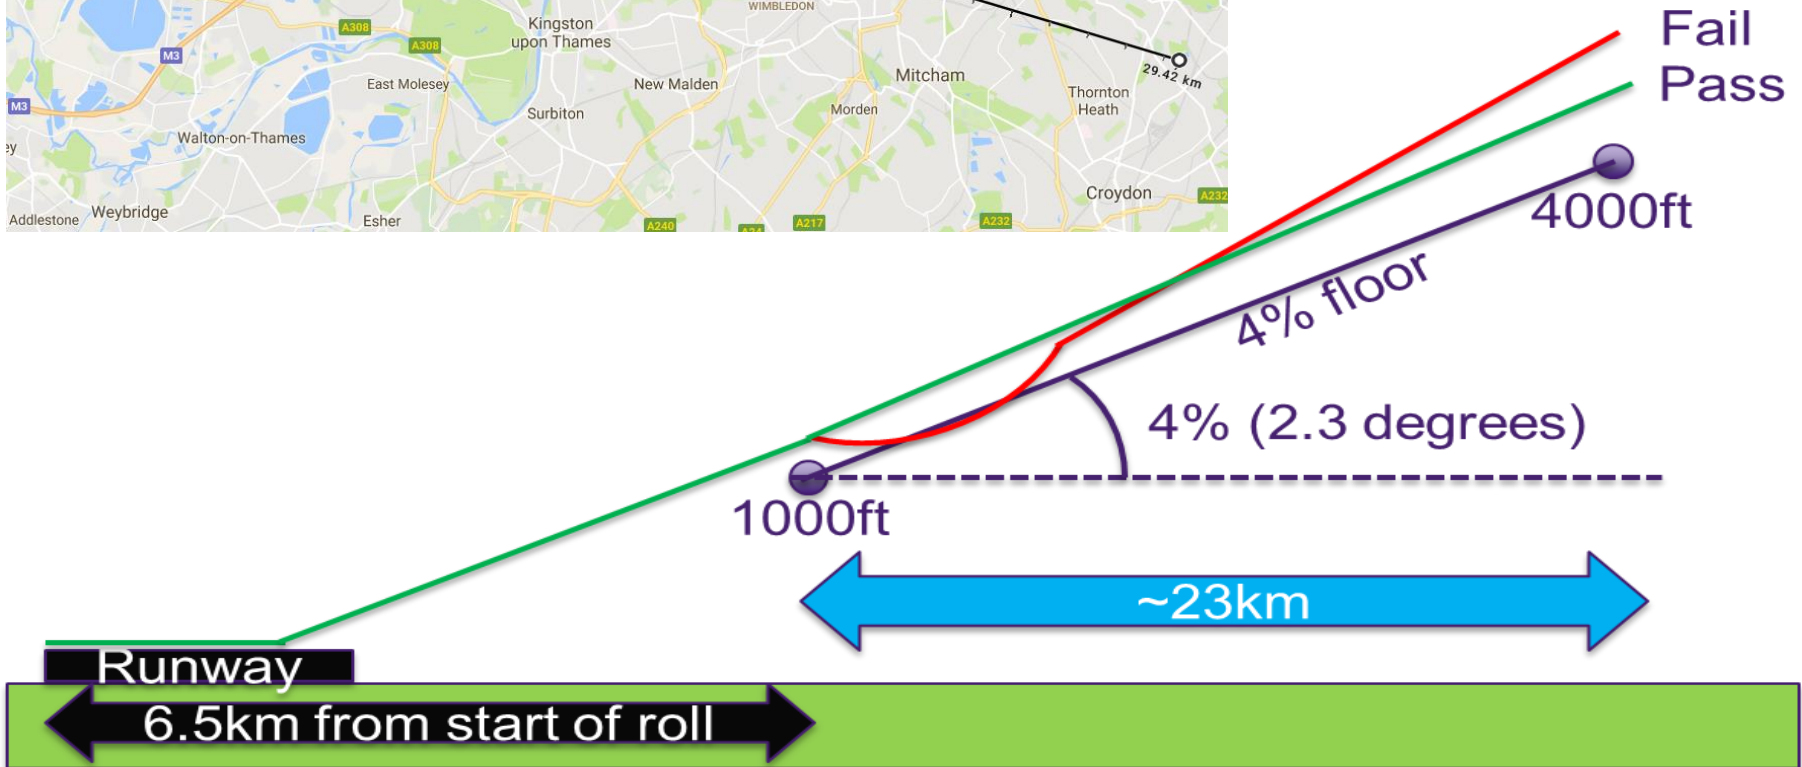 WIMBLEDON
Kingston
upon Thames
A308
A308
M3
M3
East Molesey
New Malden
Mitcham
29.42 km
Thornton
Heath
Surbiton
Morden
Walton-on-Thames
ey
Addlestone
Weybridge
Esher
A240
A24
A217
A232
Croydon
A232
Fail
Pass
4000ft
4% floor
4% (2.3 degrees)
1000ft
~23km
Runway
6.5km from start of roll